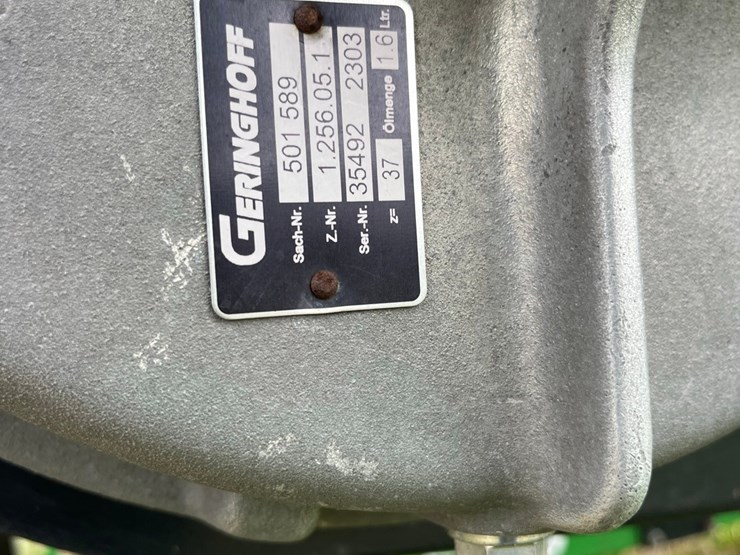 GERINGHOFF
Sach-Nr. 501 589
Z.-Nr. 1.256.05.1.
Ser.-Nr. 35492 2303
z= 37 Ölmenge 1.6 Ltr.